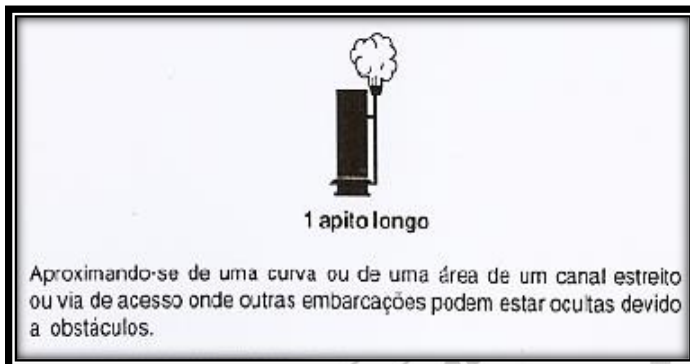 1 apito longo
Aproximando-se de uma curva ou de uma área de um canal estreito
ou via de acesso onde outras embarcações podem estar ocultas devido
a obstáculos.